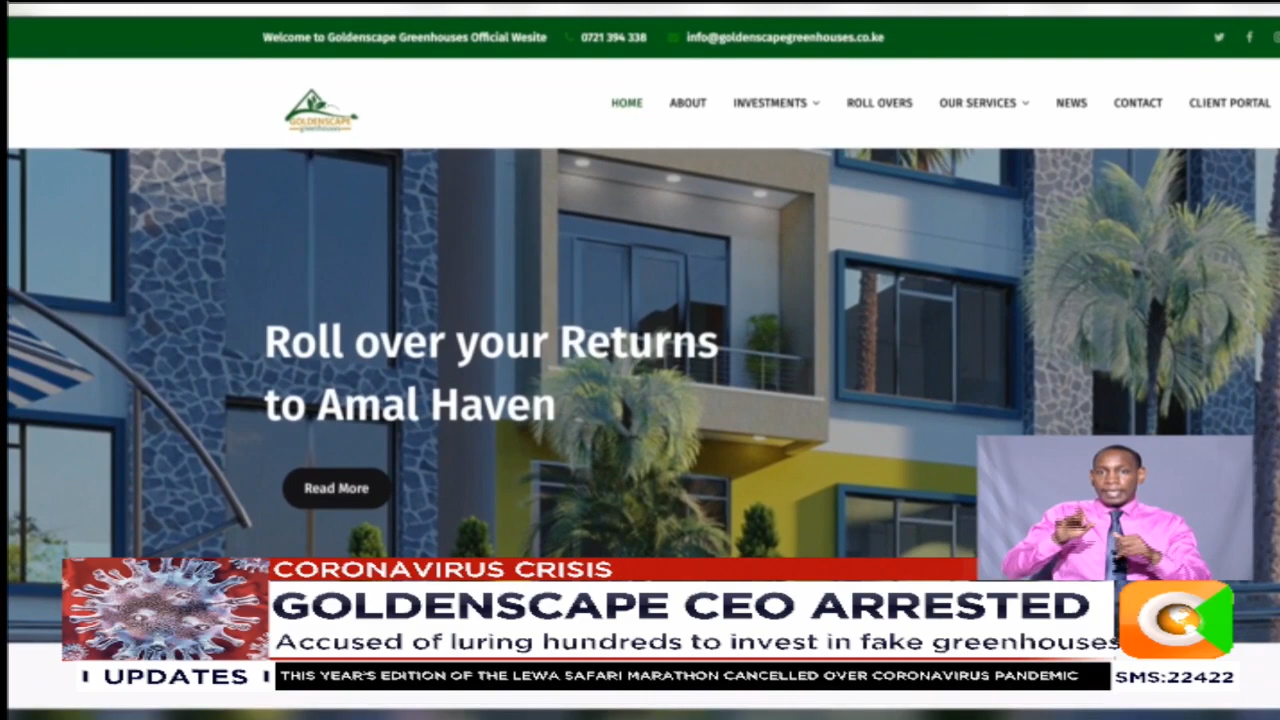 Welcome to Goldenscape Greenhouses Official Wesite 0721 394 338 info@goldenscapegreenhouses.co.ke
GOLDENSCAPE
greenhouses
HOME ABOUT INVESTMENTS ROLL OVERS OUR SERVICES NEWS CONTACT CLIENT PORTAL
Roll over your Returns
to Amal Haven
Read More
CORONAVIRUS CRISIS
GOLDENSCAPE CEO ARRESTED
Accused of luring hundreds to invest in fake greenhouses
UPDATES THIS YEAR'S EDITION OF THE LEWA SAFARI MARATHON CANCELLED OVER CORONAVIRUS PANDEMIC SMS:22422